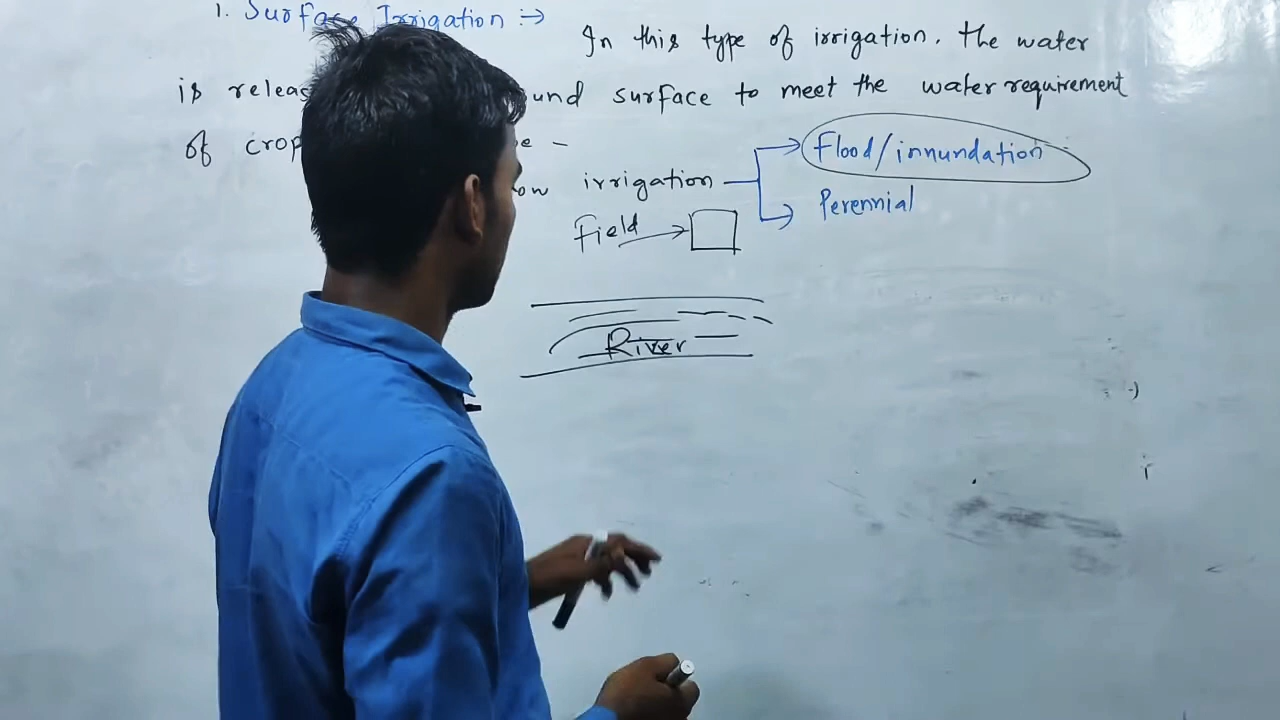 1. Surface Irrigation :->
In this type of irrigation. The water
is releas und surface to meet the water requirement
of crop e -
ow irrigation Flood/innundation
Perennial
field
River